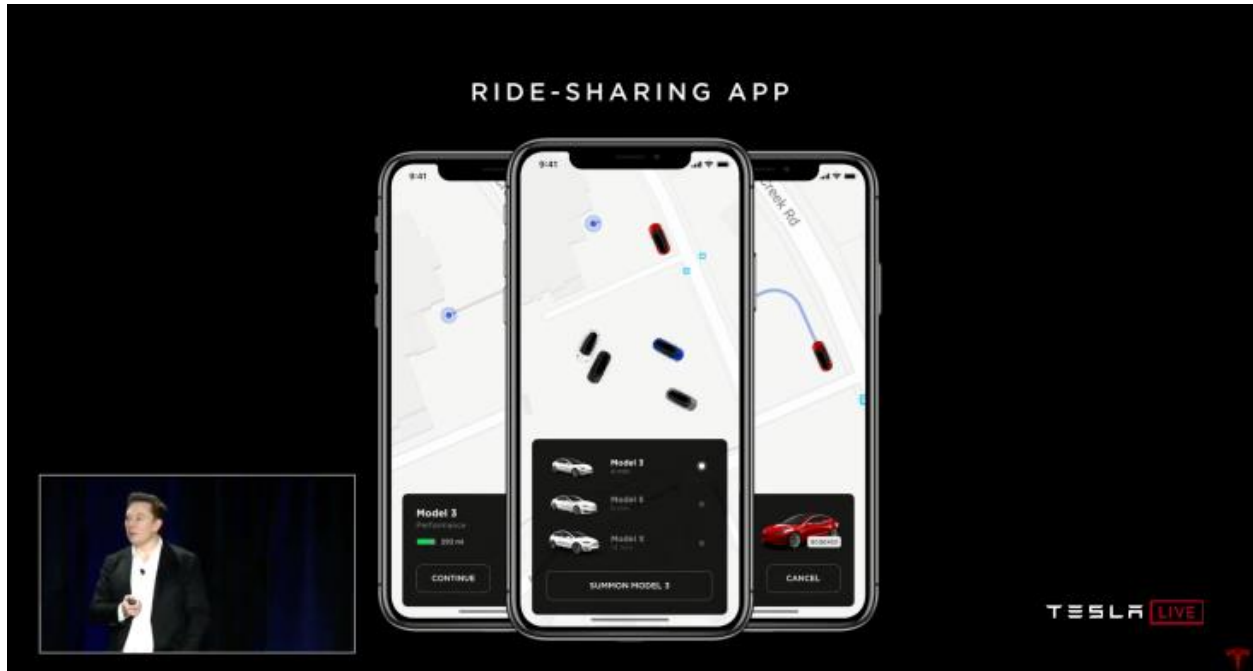 RIDE-SHARING APP
9:41
9:41
Creek Rd
Model 3
Performance
CONTINUE
Model 3
Model S
SUMMON MODEL 3
CANCEL
TESLA LIVE